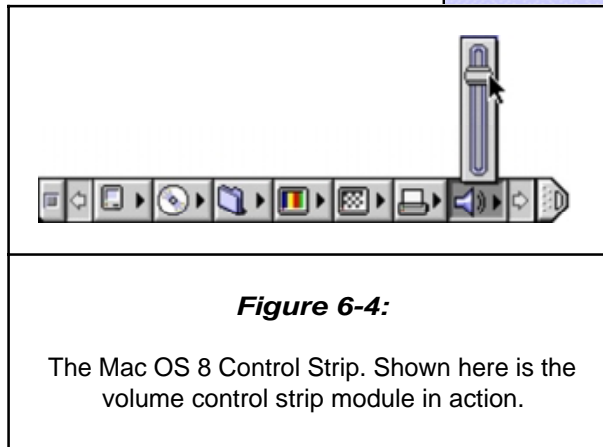 Figure 6-4:
The Mac OS 8 Control Strip. Shown here is the
volume control strip module in action.